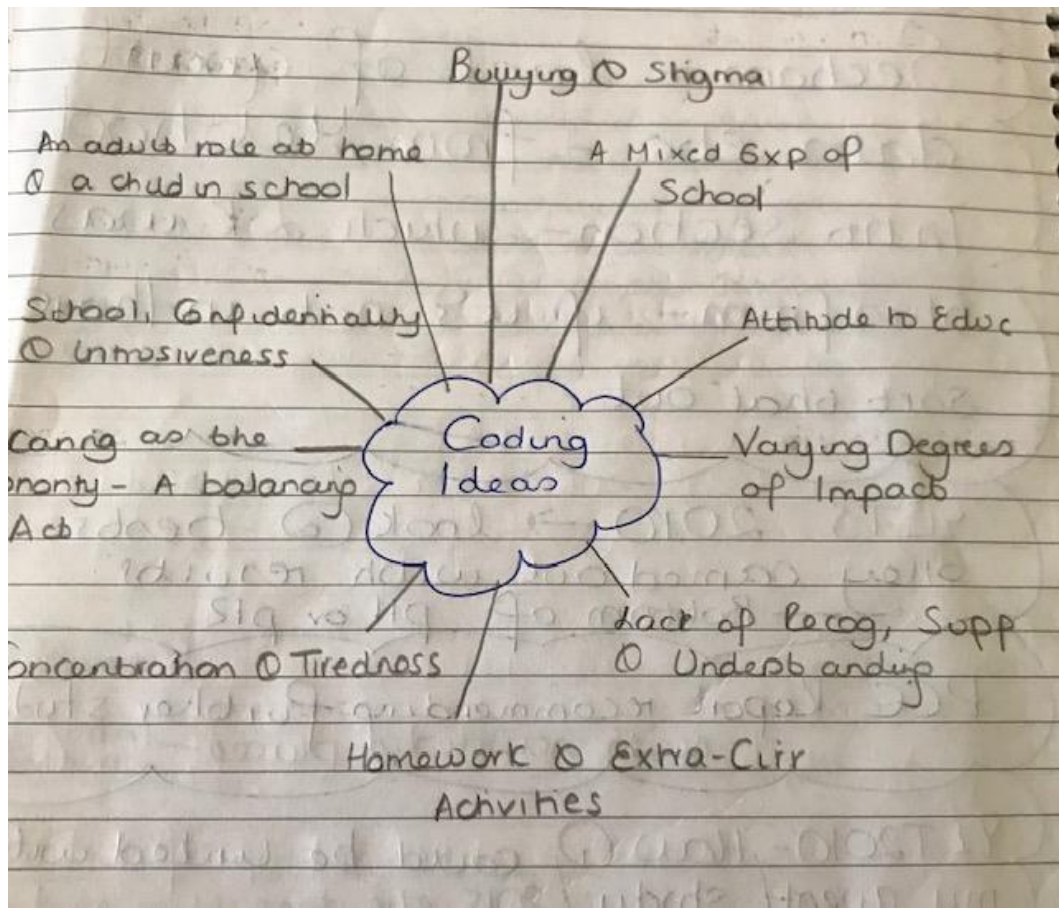 Bullying & Stigma
An adult role at home
& a child in school
A Mixed Exp of
School
School, Confidentiality
& Intrusiveness
Attitude to Educ
Caring as the
Priority - A balancing
Act
Coding
Ideas
Varying Degrees
of Impact
Lack of Recog, Supp
& Understanding
Concentration & Tiredness
Homework & Extra-Cirr
Activities